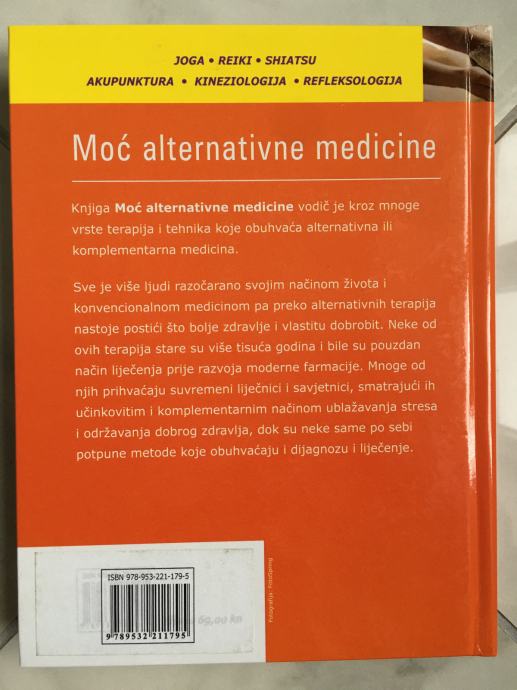 JOGA • REIKI • SHIATSU
AKUPUNKTURA • KINEZIOLOGIJA • REFLEKSOLOGIJA
Moć alternativne medicine
Knjiga Moć alternativne medicine vodič je kroz mnoge
vrste terapija i tehnika koje obuhvaća alternativna ili
komplementarna medicina.
Sve je više ljudi razočarano svojim načinom života i
konvencionalnom medicinom pa preko alternativnih terapija
nastoje postići što bolje zdravlje i vlastitu dobrobit. Neke od
ovih terapija stare su više tisuća godina i bile su pouzdan
način liječenja prije razvoja moderne farmacije. Mnoge od
njih prihvaćaju suvremeni liječnici i savjetnici, smatrajući ih
učinkovitim i komplementarnim načinom ublažavanja stresa
i održavanja dobrog zdravlja, dok su neke same po sebi
potpune metode koje obuhvaćaju i dijagnozu i liječenje.
ISBN 978-953-221-179-5
69,00 kn
9 789532 211795